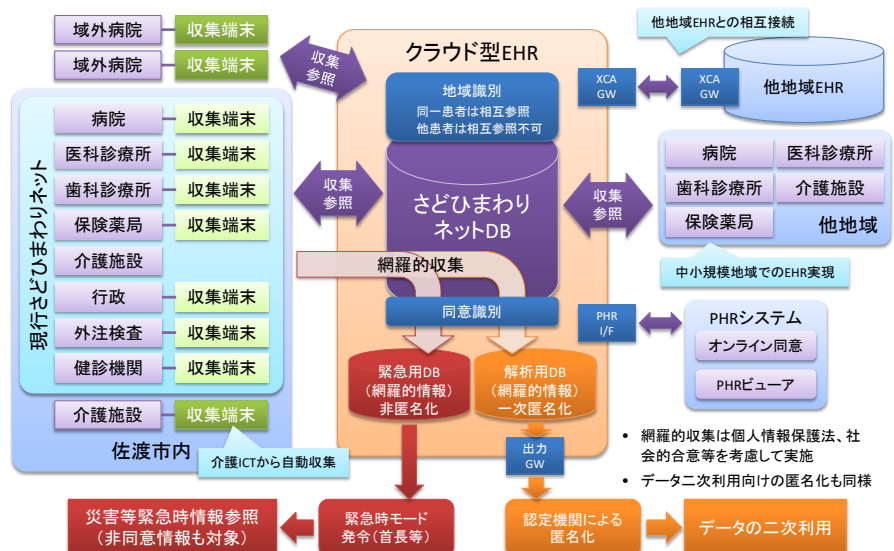 域外病院
収集端末
域外病院
収集端末
収集
参照
クラウド型EHR
地域識別
同一患者は相互参照
他患者は相互参照不可
他地域EHRとの相互接続
XCA
GW
XCA
GW
他地域EHR
現行さどひまわりネット
病院
収集端末
医科診療所
収集端末
歯科診療所
収集端末
保険薬局
収集端末
介護施設
行政
収集端末
外注検査
収集端末
健診機関
収集端末
介護施設
収集端末
佐渡市内
介護ICTから自動収集
収集
参照
さどひまわり
ネットDB
網羅的収集
同意識別
収集
参照
病院
医科診療所
歯科診療所
介護施設
保険薬局
他地域
中小規模地域でのEHR実現
PHR
I/F
PHRシステム
オンライン同意
PHRビューア
緊急用DB
(網羅的情報)
非匿名化
解析用DB
(網羅的情報)
一次匿名化
出力
GW
• 網羅的収集は個人情報保護法、社
会的合意等を考慮して実施
• データ二次利用向けの匿名化も同様
災害等緊急時情報参照
(非同意情報も対象)
緊急時モード
発令(首長等)
認定機関による
匿名化
データの二次利用